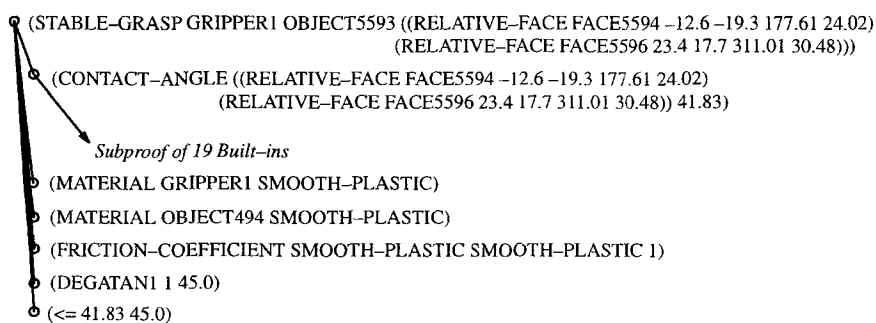 (STABLE–GRASP GRIPPER1 OBJECT5593 ((RELATIVE–FACE FACE5594 –12.6 –19.3 177.61 24.02)
(RELATIVE–FACE FACE5596 23.4 17.7 311.01 30.48)))
(CONTACT–ANGLE ((RELATIVE–FACE FACE5594 –12.6 –19.3 177.61 24.02)
(RELATIVE–FACE FACE5596 23.4 17.7 311.01 30.48)) 41.83)
Subproof of 19 Built–ins
(MATERIAL GRIPPER1 SMOOTH–PLASTIC)
(MATERIAL OBJECT494 SMOOTH–PLASTIC)
(FRICTION–COEFFICIENT SMOOTH–PLASTIC SMOOTH–PLASTIC 1)
(DEGATAN1 1 45.0)
(<= 41.83 45.0)